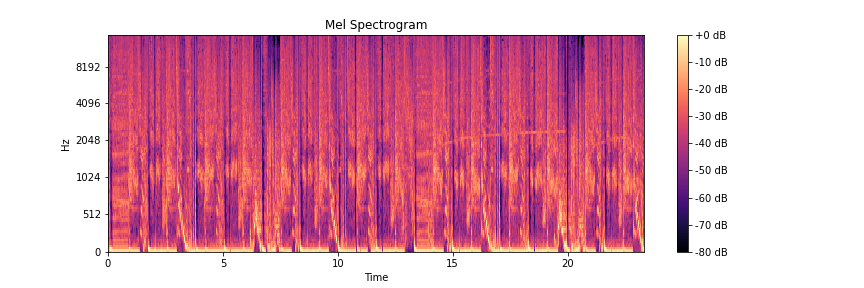 Mel Spectrogram
Hz
8192
4096
2048
1024
512
0
0 5 10 15 20
Time
+0 dB
-10 dB
-20 dB
-30 dB
-40 dB
-50 dB
-60 dB
-70 dB
-80 dB